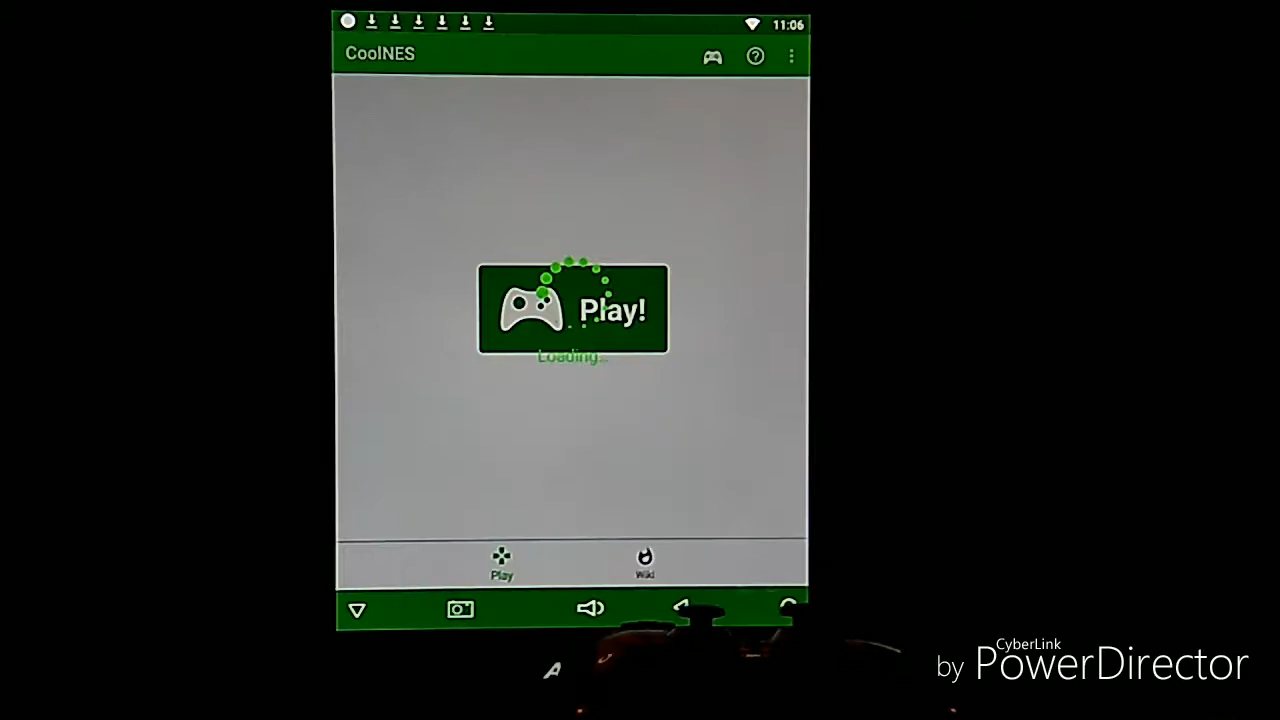 11:06
CoolNES
Play!
Loading...
Play
Wiki
A
CyberLink
by PowerDirector